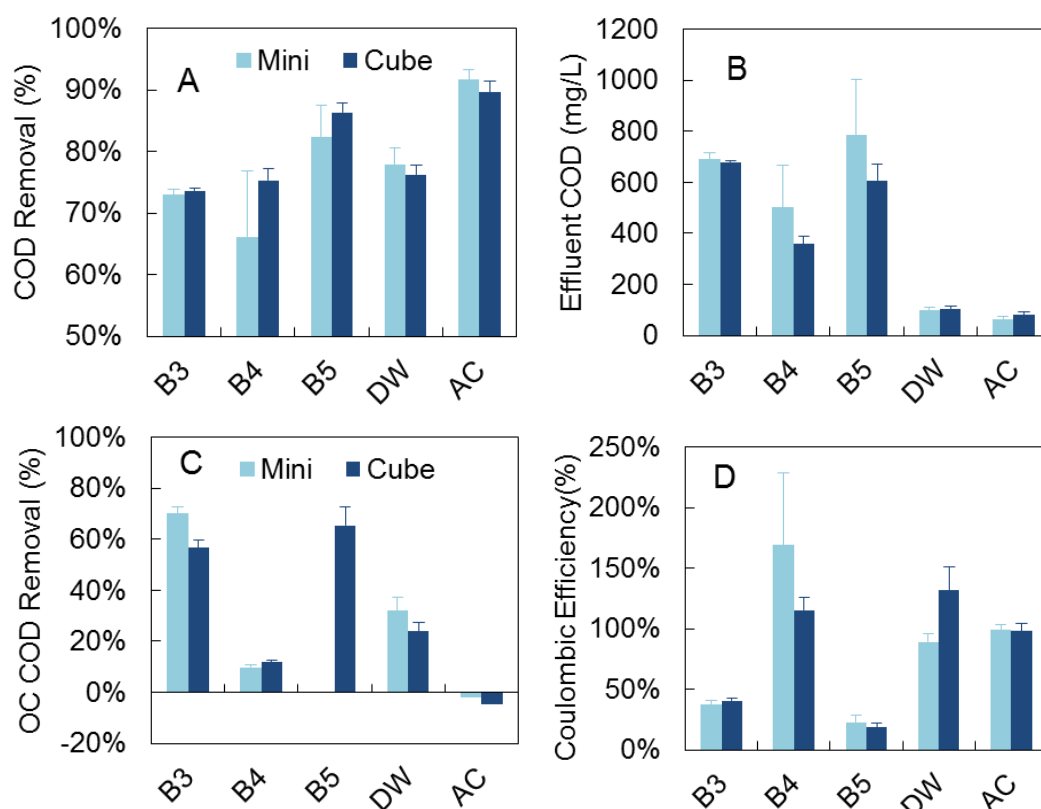 A
Mini Cube
COD Removal (%)
100%
90%
80%
70%
60%
50%
B3 B4 B5 DW AC
B
Effluent COD (mg/L)
1200
1000
800
600
400
200
0
B3 B4 B5 DW AC
C
Mini Cube
OC COD Removal (%)
100%
80%
60%
40%
20%
0%
-20%
B3 B4 B5 DW AC
D
Coulombic Efficiency(%)
250%
200%
150%
100%
50%
0%
B3 B4 B5 DW AC